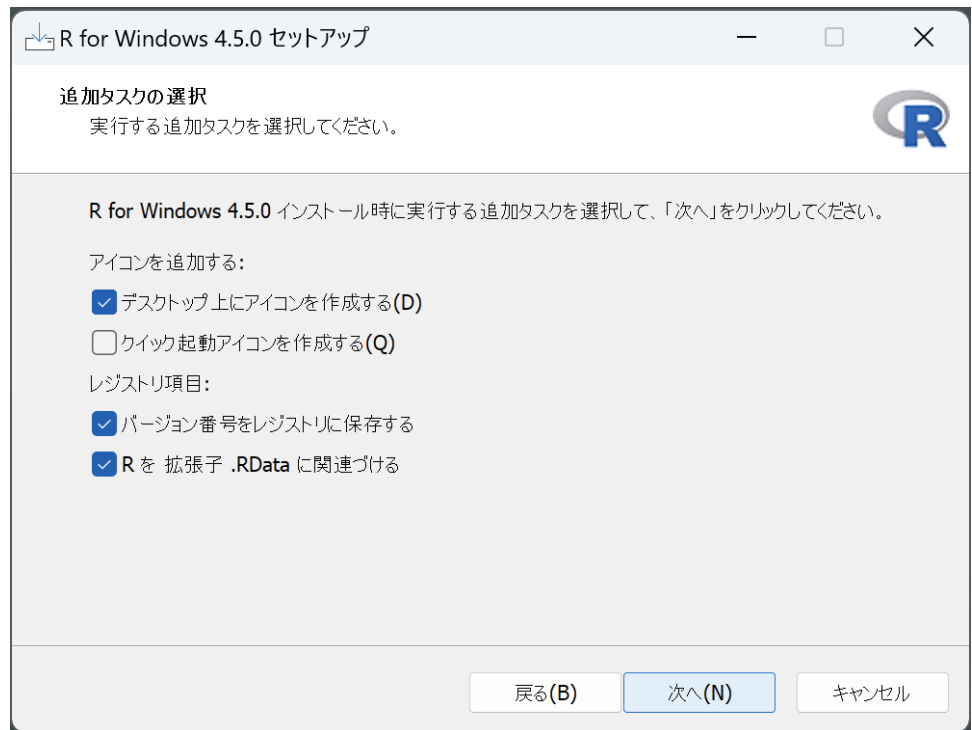 R for Windows 4.5.0 セットアップ
追加タスクの選択
実行する追加タスクを選択してください。
R
R for Windows 4.5.0 インストール時に実行する追加タスクを選択して、「次へ」をクリックしてください。
アイコンを追加する:
デスクトップ上にアイコンを作成する(D)
クイック起動アイコンを作成する(Q)
レジストリ項目:
バージョン番号をレジストリに保存する
R を 拡張子 .RData に関連づける
戻る(B) 次へ(N) キャンセル